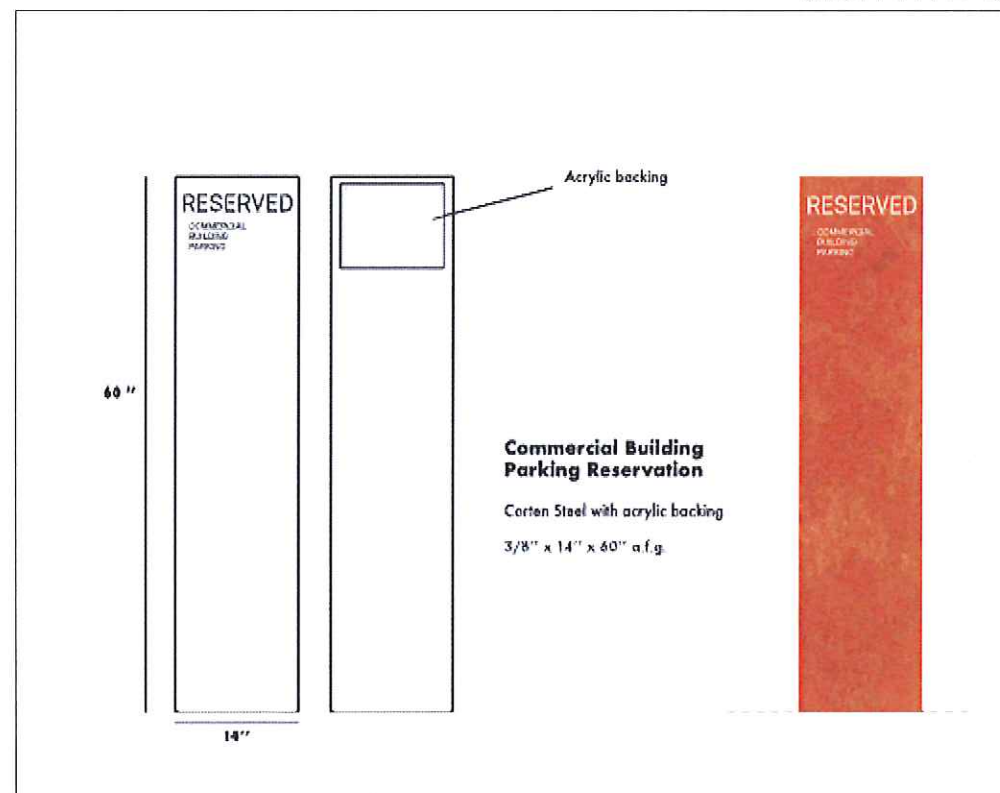 RESERVED
COMMERCIAL
BUILDING
PARKING
Acrylic backing
RESERVED
COMMERCIAL
BUILDING
PARKING
60"
Commercial Building
Parking Reservation
Corten Steel with acrylic backing
3/8" x 14" x 60" a.f.g.
14"